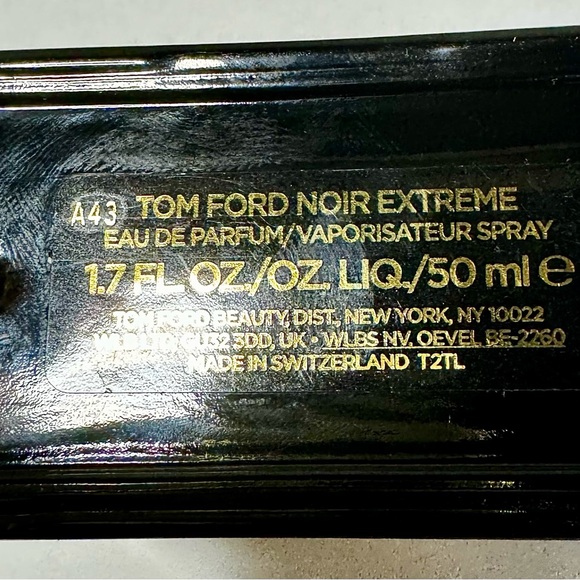 A43 TOM FORD NOIR EXTREME
EAU DE PARFUM/VAPORISATEUR SPRAY
1.7 FL.OZ./OZ. LIQ./50 ml e
TOM FORD BEAUTY, DIST., NEW YORK, NY 10022
GU32 3DD, UK • WLBS NV. OEVEL BE-2260
MADE IN SWITZERLAND T2TL